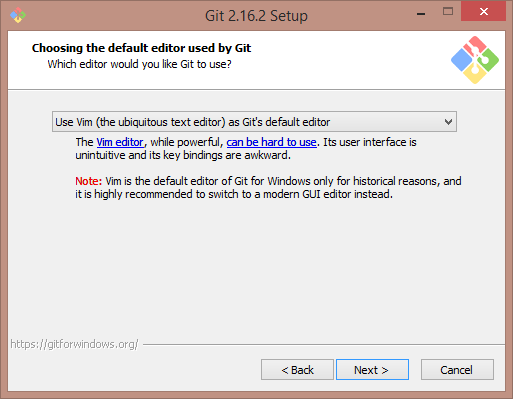 Git 2.16.2 Setup
Choosing the default editor used by Git
Which editor would you like Git to use?
Use Vim (the ubiquitous text editor) as Git's default editor
The Vim editor, while powerful, can be hard to use. Its user interface is
unintuitive and its key bindings are awkward.
Note: Vim is the default editor of Git for Windows only for historical reasons, and
it is highly recommended to switch to a modern GUI editor instead.
https://gitforwindows.org/
< Back
Next >
Cancel